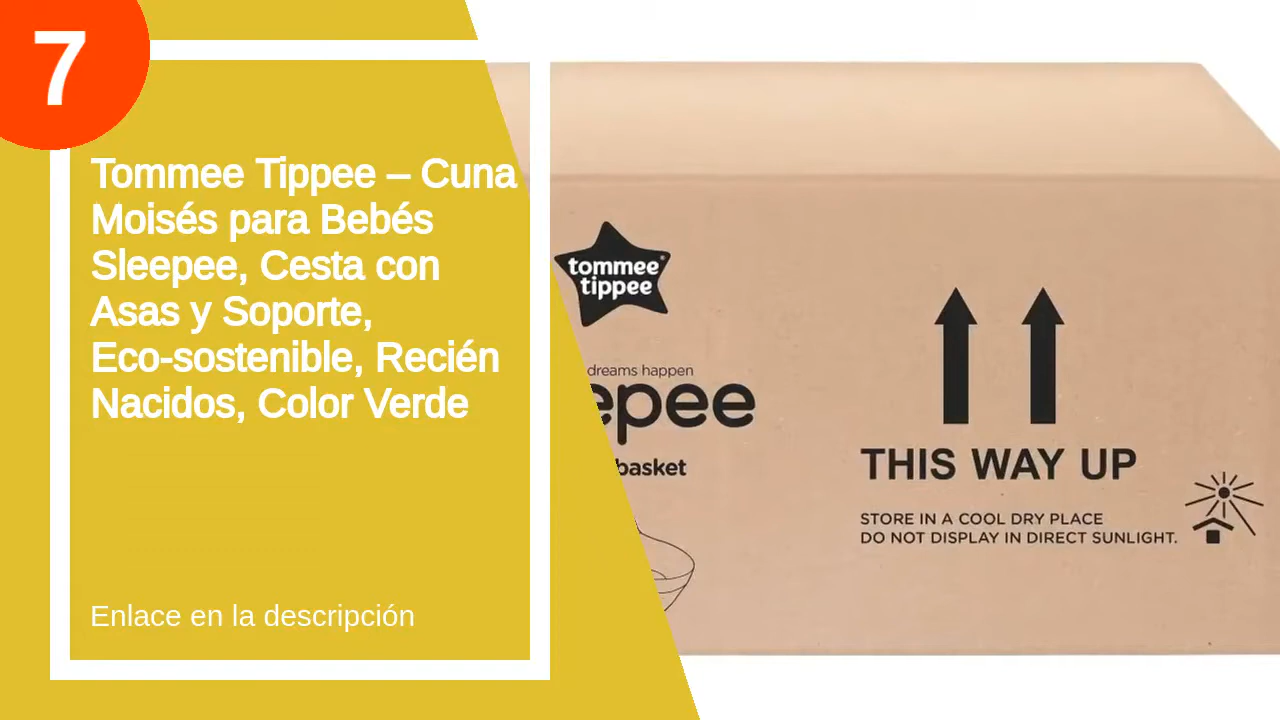 7
Tommee Tippee – Cuna
Moisés para Bebés
Sleepee, Cesta con
Asas y Soporte,
Eco-sostenible, Recién
Nacidos, Color Verde
Enlace en la descripción
tommee
tippee
dreams happen
epee
basket
THIS WAY UP
STORE IN A COOL DRY PLACE
DO NOT DISPLAY IN DIRECT SUNLIGHT.